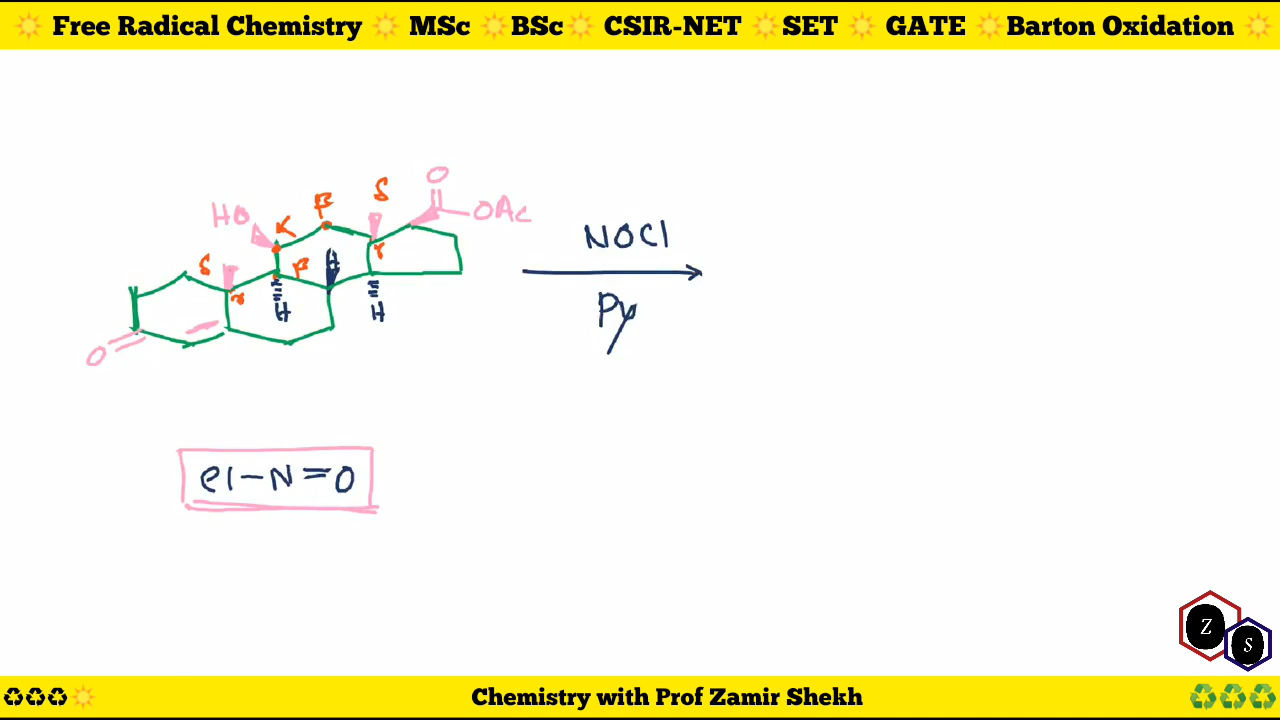 Free Radical Chemistry MSc BSc CSIR-NET SET GATE Barton Oxidation
O
δ
β
HO
α
OAc
NOCl
δ
γ
β
H
γ
H
H
Py
O
Cl-N=O
Z
S
Chemistry with Prof Zamir Shekh